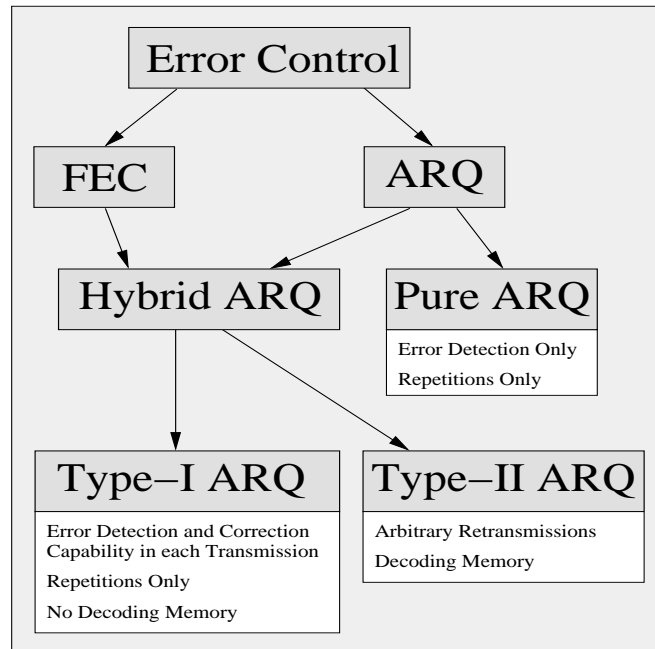 Error Control
FEC
ARQ
Hybrid ARQ
Pure ARQ
Error Detection Only
Repetitions Only
Type−I ARQ
Error Detection and Correction
Capability in each Transmission
Repetitions Only
No Decoding Memory
Type−II ARQ
Arbitrary Retransmissions
Decoding Memory